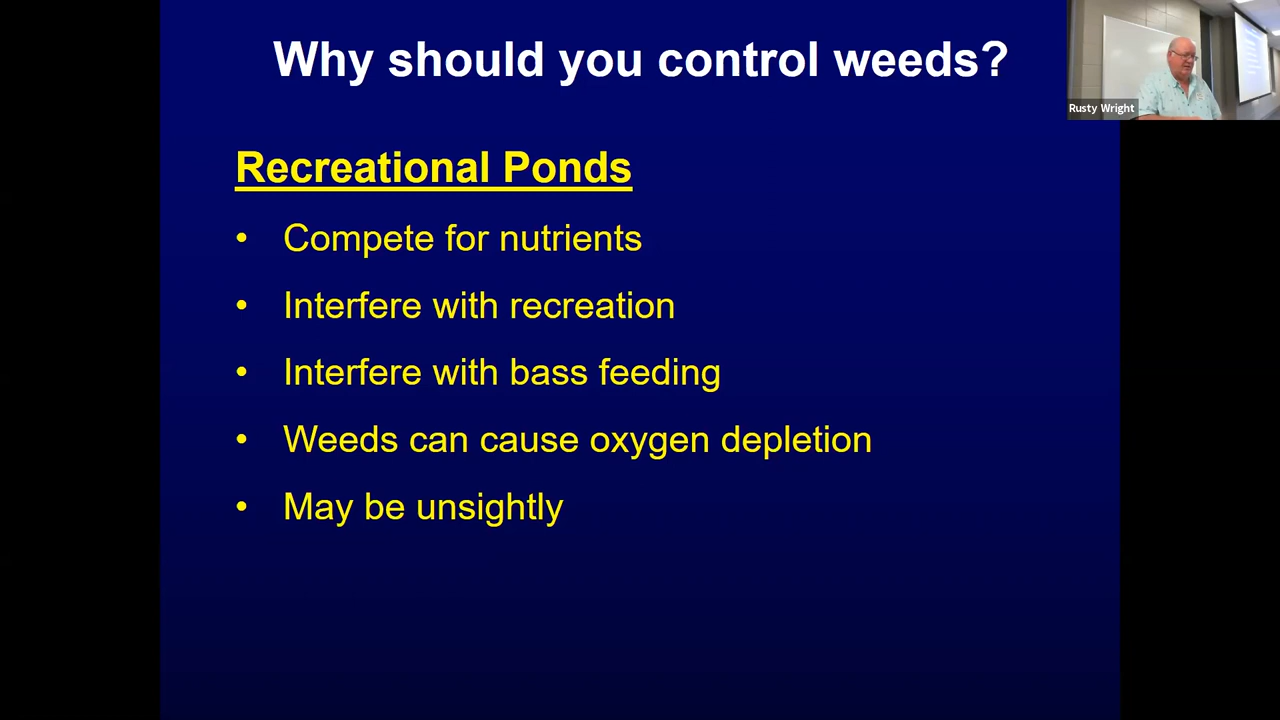 Why should you control weeds?
Rusty Wright
Recreational Ponds
• Compete for nutrients
• Interfere with recreation
• Interfere with bass feeding
• Weeds can cause oxygen depletion
• May be unsightly